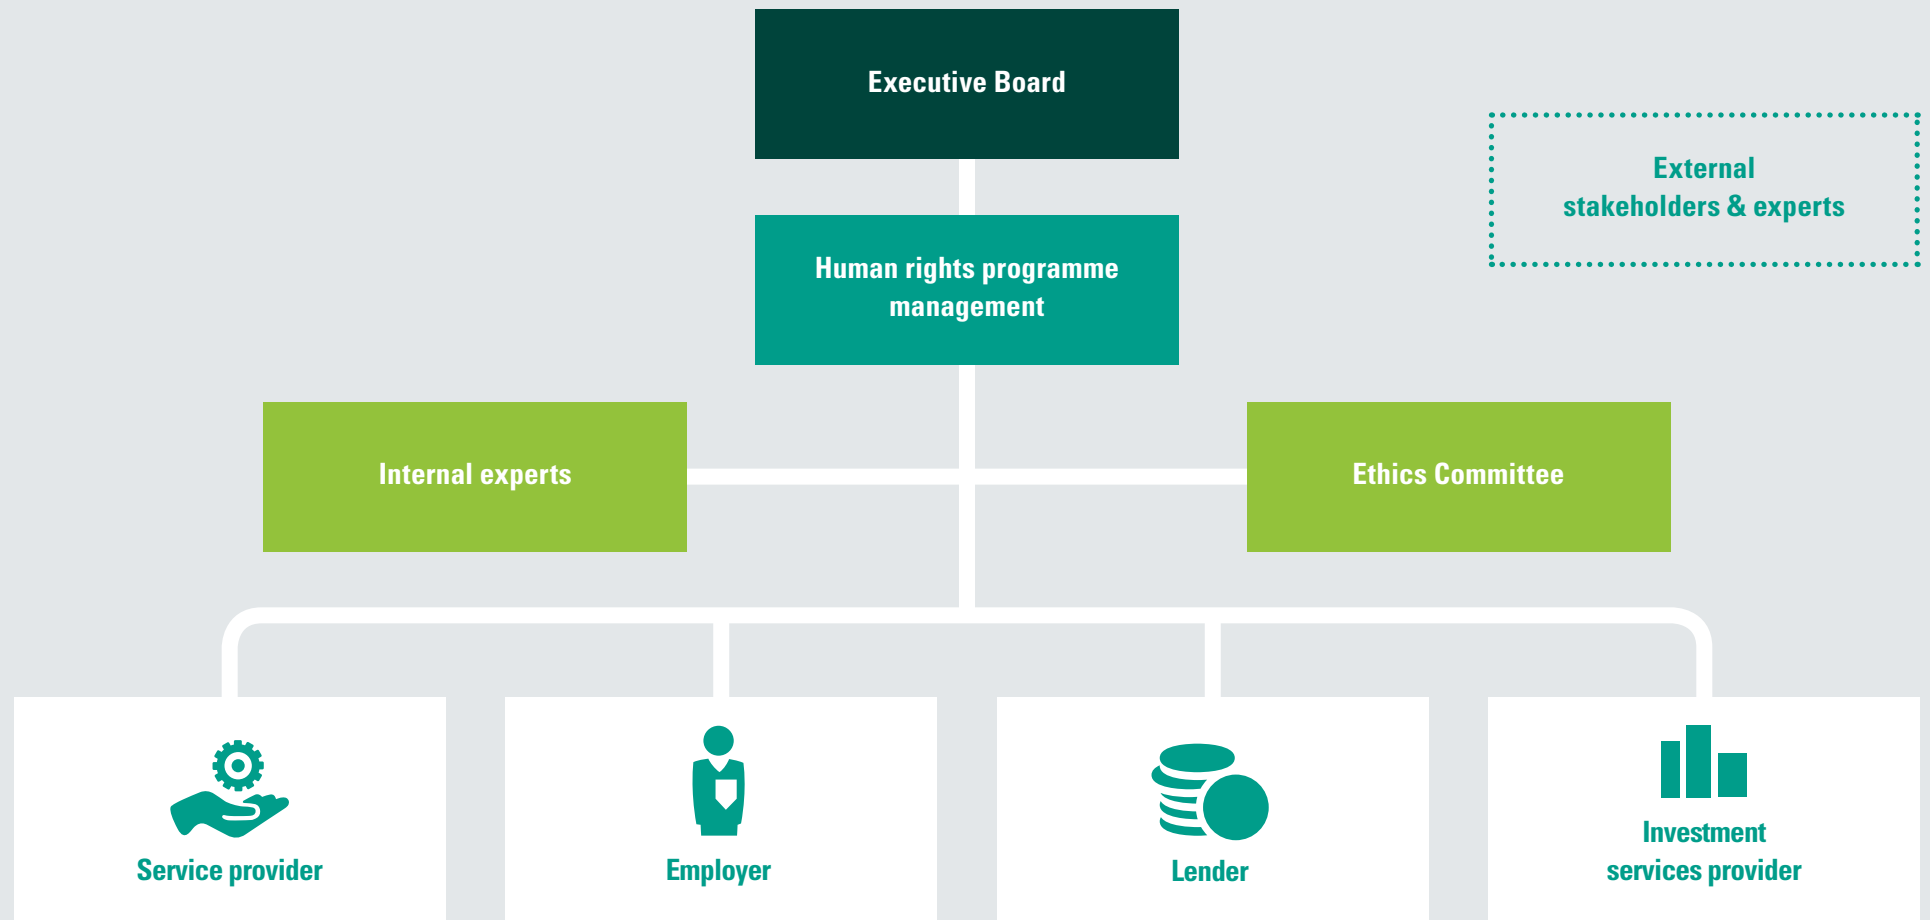 Executive Board
External
stakeholders & experts
Human rights programme
management
Internal experts
Ethics Committee
Service provider
Employer
Lender
Investment
services provider